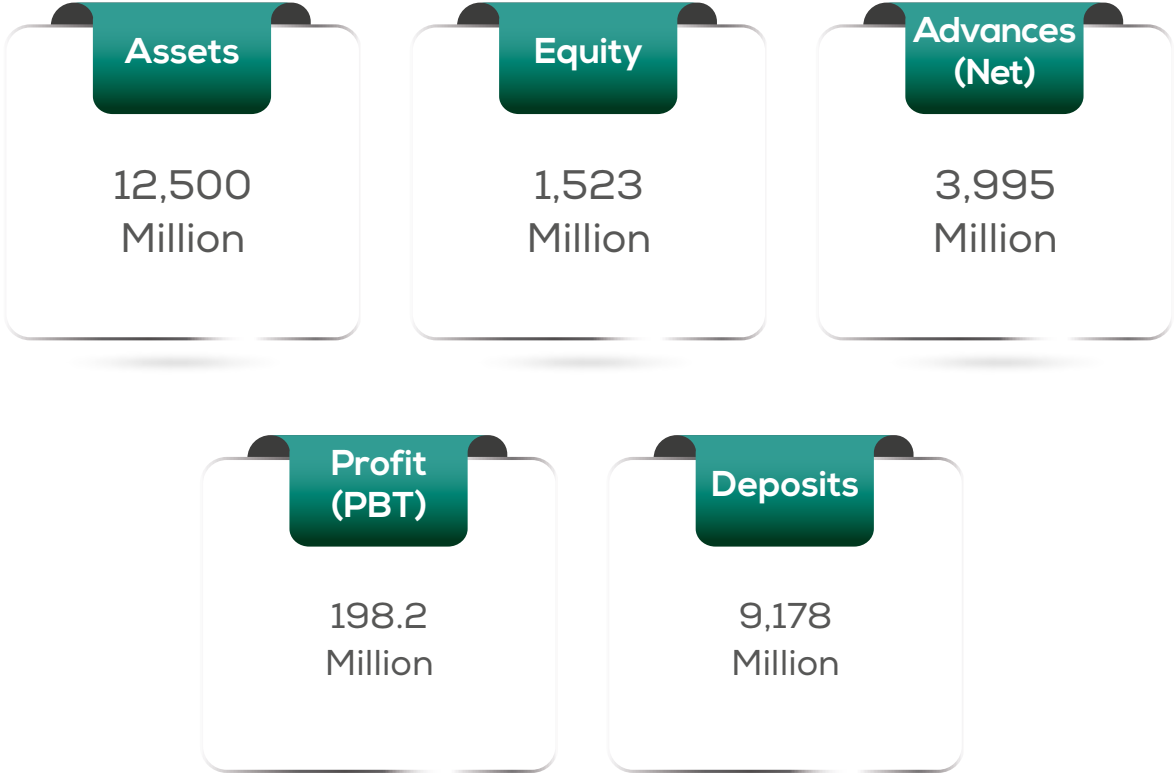 Assets
12,500
Million
Equity
1,523
Million
Advances
(Net)
3,995
Million
Profit
(PBT)
198.2
Million
Deposits
9,178
Million